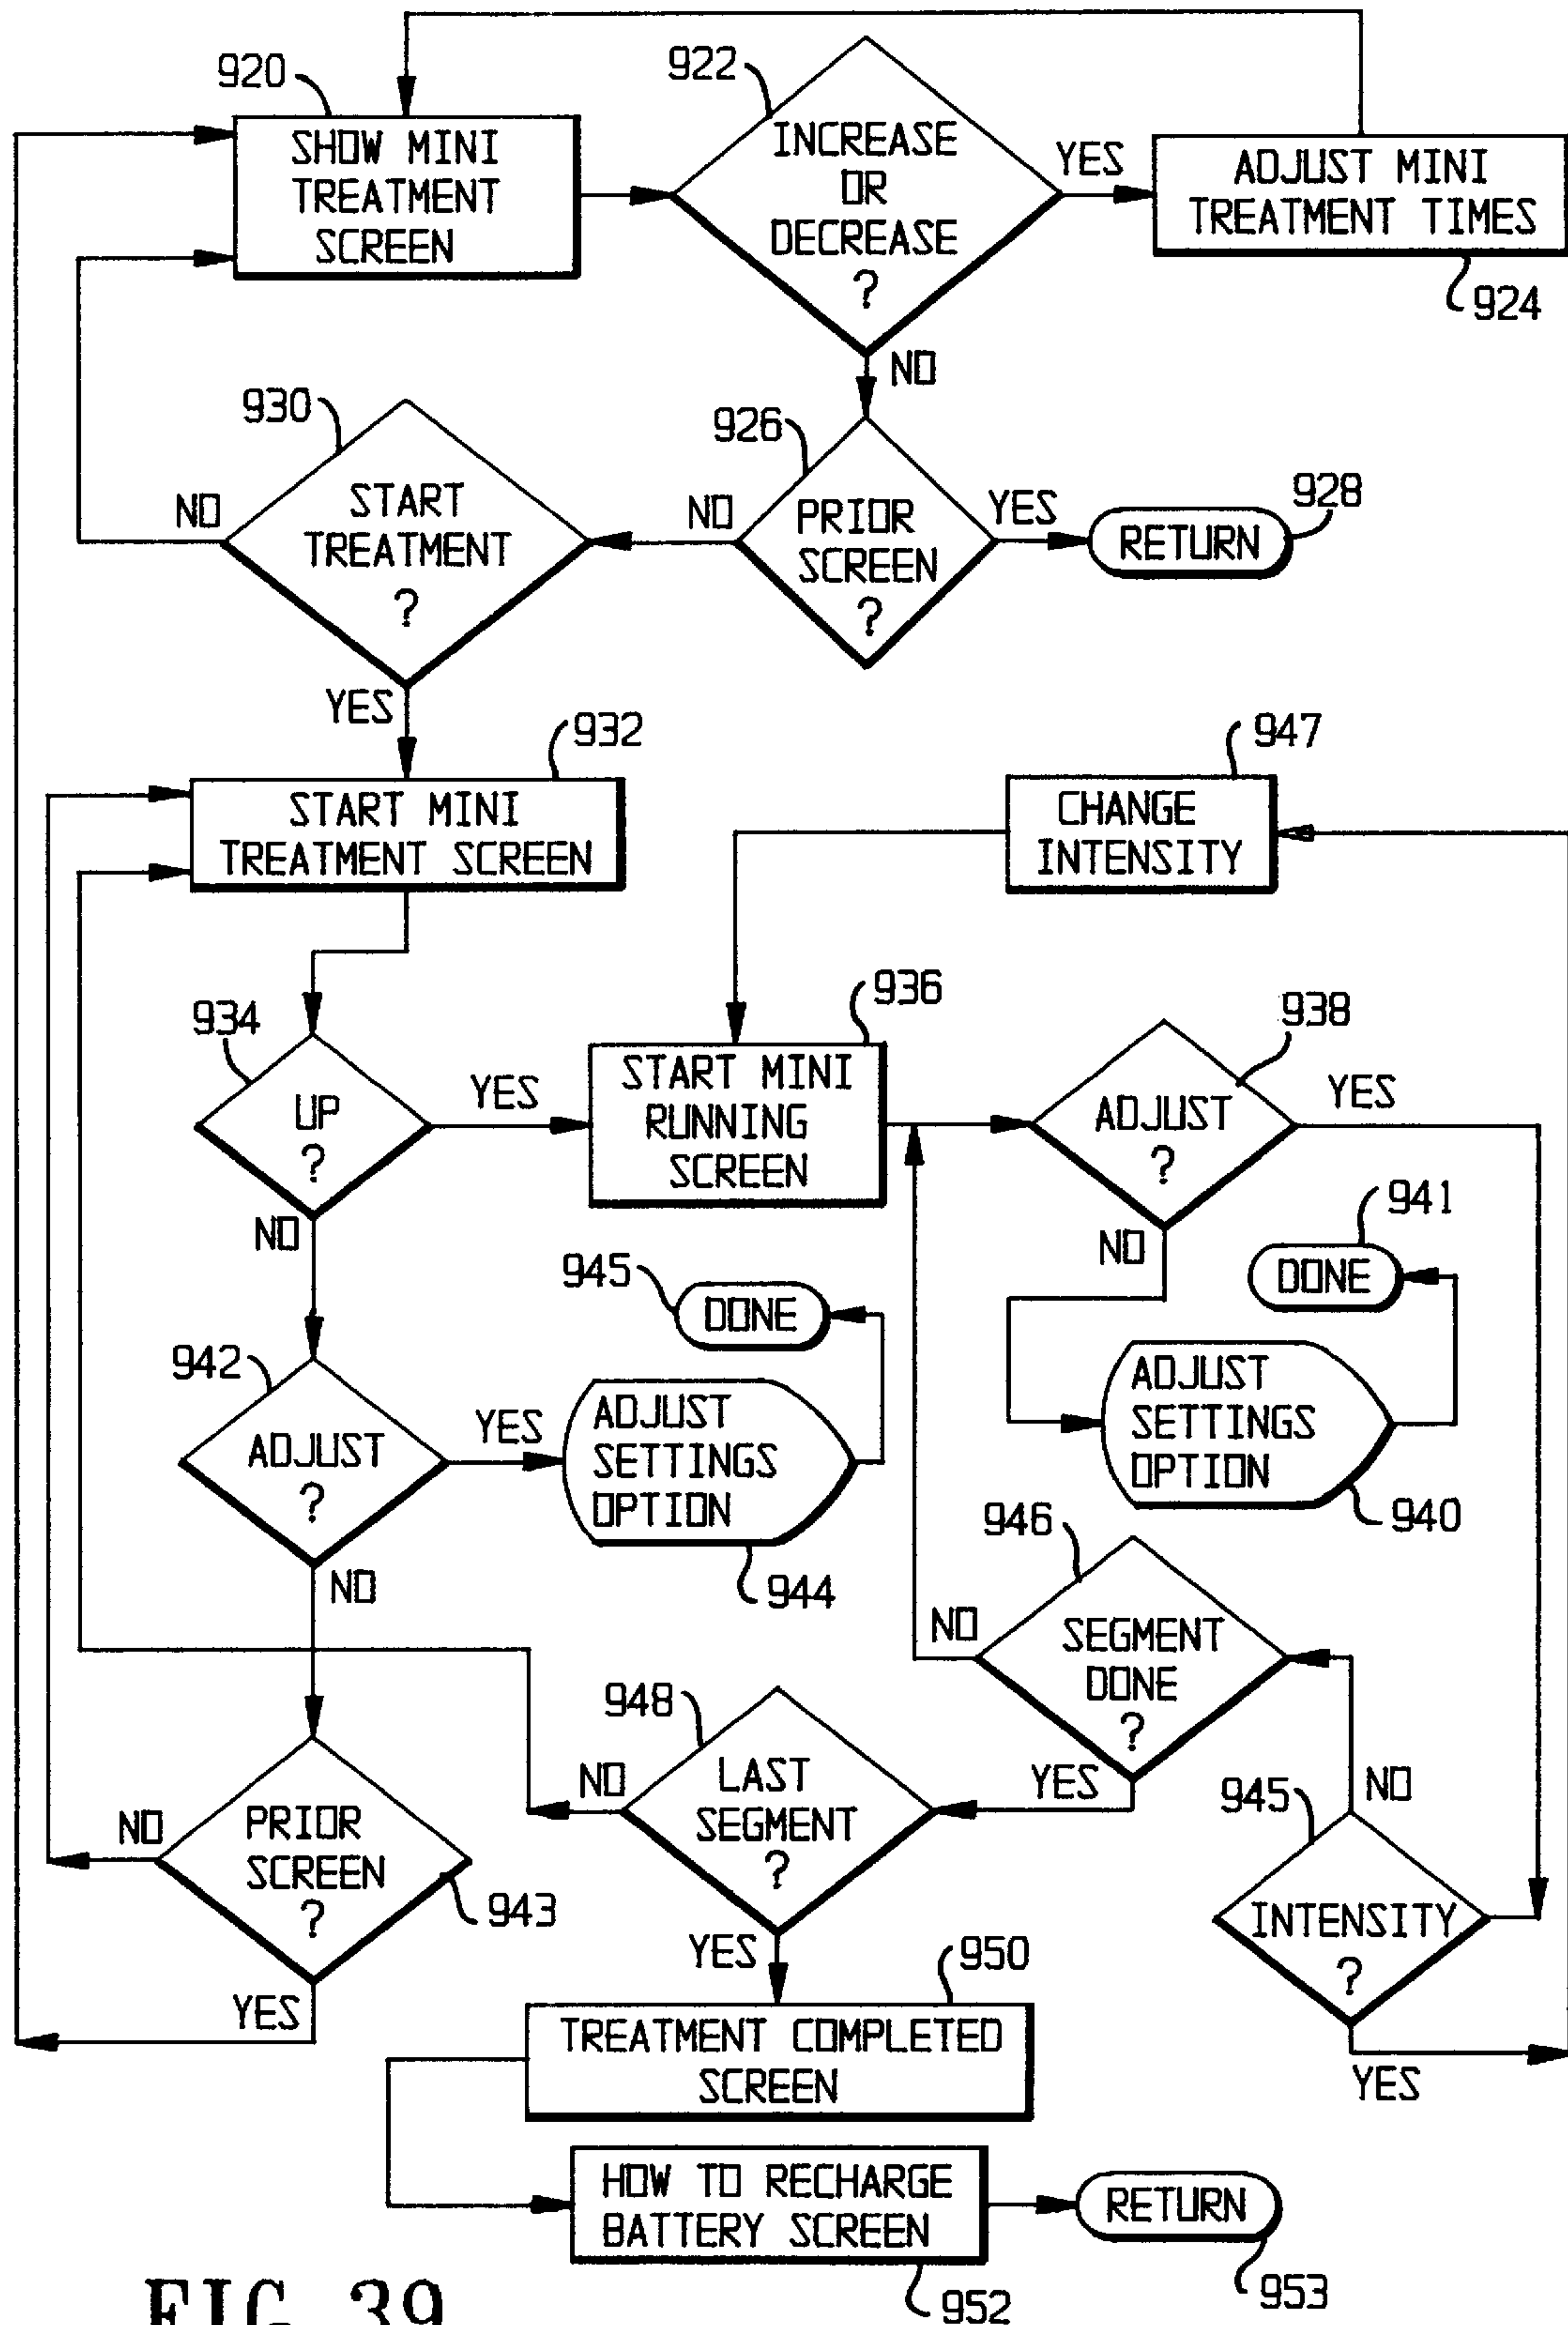 920
SHOW MINI
TREATMENT
SCREEN
922
INCREASE
OR
DECREASE
?
YES
ADJUST MINI
TREATMENT TIMES
924
NO
930
START
TREATMENT
?
NO
YES
926
PRIOR
SCREEN
?
NO
YES
RETURN
928
932
START MINI
TREATMENT SCREEN
947
CHANGE
INTENSITY
934
UP
?
YES
NO
936
START MINI
RUNNING
SCREEN
938
ADJUST
?
YES
NO
941
DONE
945
DONE
942
ADJUST
?
YES
NO
ADJUST
SETTINGS
OPTION
944
ADJUST
SETTINGS
OPTION
940
946
SEGMENT
DONE
?
NO
YES
948
LAST
SEGMENT
?
NO
YES
945
INTENSITY
?
NO
YES
PRIOR
SCREEN
?
943
NO
YES
950
TREATMENT COMPLETED
SCREEN
HOW TO RECHARGE
BATTERY SCREEN
952
RETURN
953
FIG 39